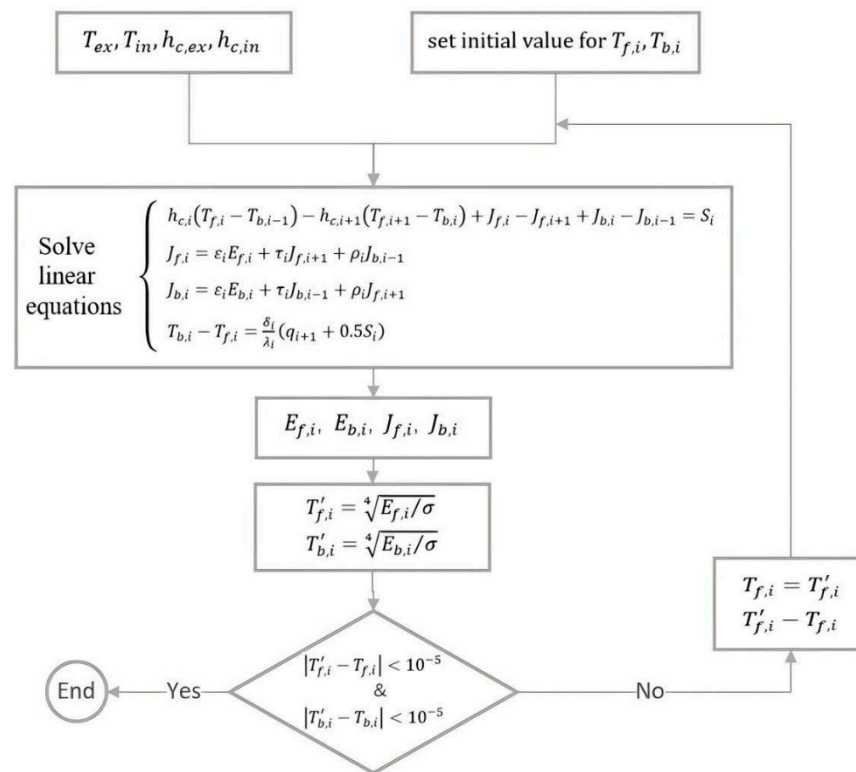 T_{ex}, T_{in}, h_{c,ex}, h_{c,in}
set initial value for T_{f,i}, T_{b,i}
Solve
linear
equations
h_{c,i}(T_{f,i} − T_{b,i−1}) − h_{c,i+1}(T_{f,i+1} − T_{b,i}) + J_{f,i} − J_{f,i+1} + J_{b,i} − J_{b,i−1} = S_i
J_{f,i} = ε_i E_{f,i} + τ_i J_{f,i+1} + ρ_i J_{b,i−1}
J_{b,i} = ε_i E_{b,i} + τ_i J_{b,i−1} + ρ_i J_{f,i+1}
T_{b,i} − T_{f,i} = \frac{δ_i}{λ_i}(q_{i+1} + 0.5S_i)
E_{f,i}, E_{b,i}, J_{f,i}, J_{b,i}
T'_{f,i} = \sqrt[4]{E_{f,i}/σ}
T'_{b,i} = \sqrt[4]{E_{b,i}/σ}
|T'_{f,i} − T_{f,i}| < 10^{−5}
&
|T'_{b,i} − T_{b,i}| < 10^{−5}
Yes
End
No
T_{f,i} = T'_{f,i}
T'_{f,i} − T_{f,i}